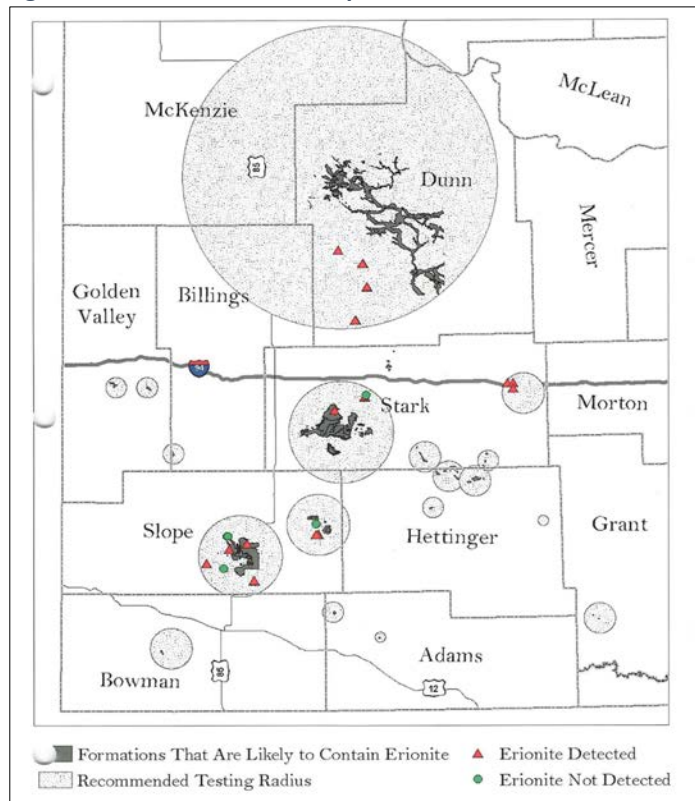 McLean
McKenzie
85
Dunn
Mercer
Golden
Valley
Billings
94
Stark
Morton
Slope
Hettinger
Grant
Bowman
85
Adams
12
Formations That Are Likely to Contain Erionite
Erionite Detected
Recommended Testing Radius
Erionite Not Detected